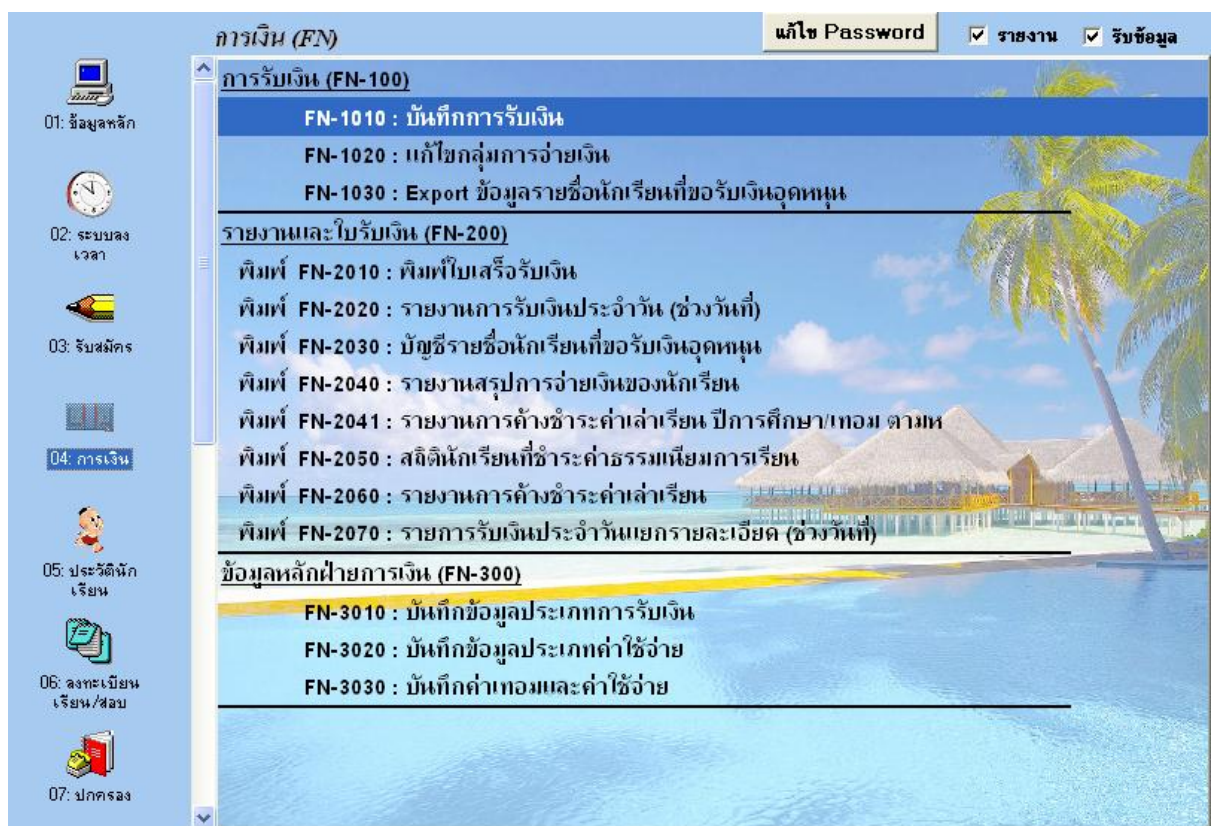 การเงิน (FN)
แก้ไข Password
รายงาน
รับข้อมูล
01: ข้อมูลหลัก
02: ระบบลง
เวลา
03: รับสมัคร
04: การเงิน
05: ประวัตินัก
เรียน
06: ลงทะเบียน
เรียน/สอบ
07: ปกครอง
การรับเงิน (FN-100)
FN-1010 : บันทึกการรับเงิน
FN-1020 : แก้ไขกลุ่มการจ่ายเงิน
FN-1030 : Export ข้อมูลรายชื่อนักเรียนที่ขอรับเงินอุดหนุน
รายงานและใบรับเงิน (FN-200)
พิมพ์ FN-2010 : พิมพ์ใบเสร็จรับเงิน
พิมพ์ FN-2020 : รายงานการรับเงินประจำวัน (ช่วงวันที่)
พิมพ์ FN-2030 : บัญชีรายชื่อนักเรียนที่ขอรับเงินอุดหนุน
พิมพ์ FN-2040 : รายงานสรุปการจ่ายเงินของนักเรียน
พิมพ์ FN-2041 : รายงานการค้างชำระค่าเล่าเรียน ปีการศึกษา/เทอม ตามห
พิมพ์ FN-2050 : สถิตินักเรียนที่ชำระค่าธรรมเนียมการเรียน
พิมพ์ FN-2060 : รายงานการค้างชำระค่าเล่าเรียน
พิมพ์ FN-2070 : รายการรับเงินประจำวันแยกรายละเอียด (ช่วงวันที่)
ข้อมูลหลักฝ่ายการเงิน (FN-300)
FN-3010 : บันทึกข้อมูลประเภทการรับเงิน
FN-3020 : บันทึกข้อมูลประเภทค่าใช้จ่าย
FN-3030 : บันทึกค่าเทอมและค่าใช้จ่าย